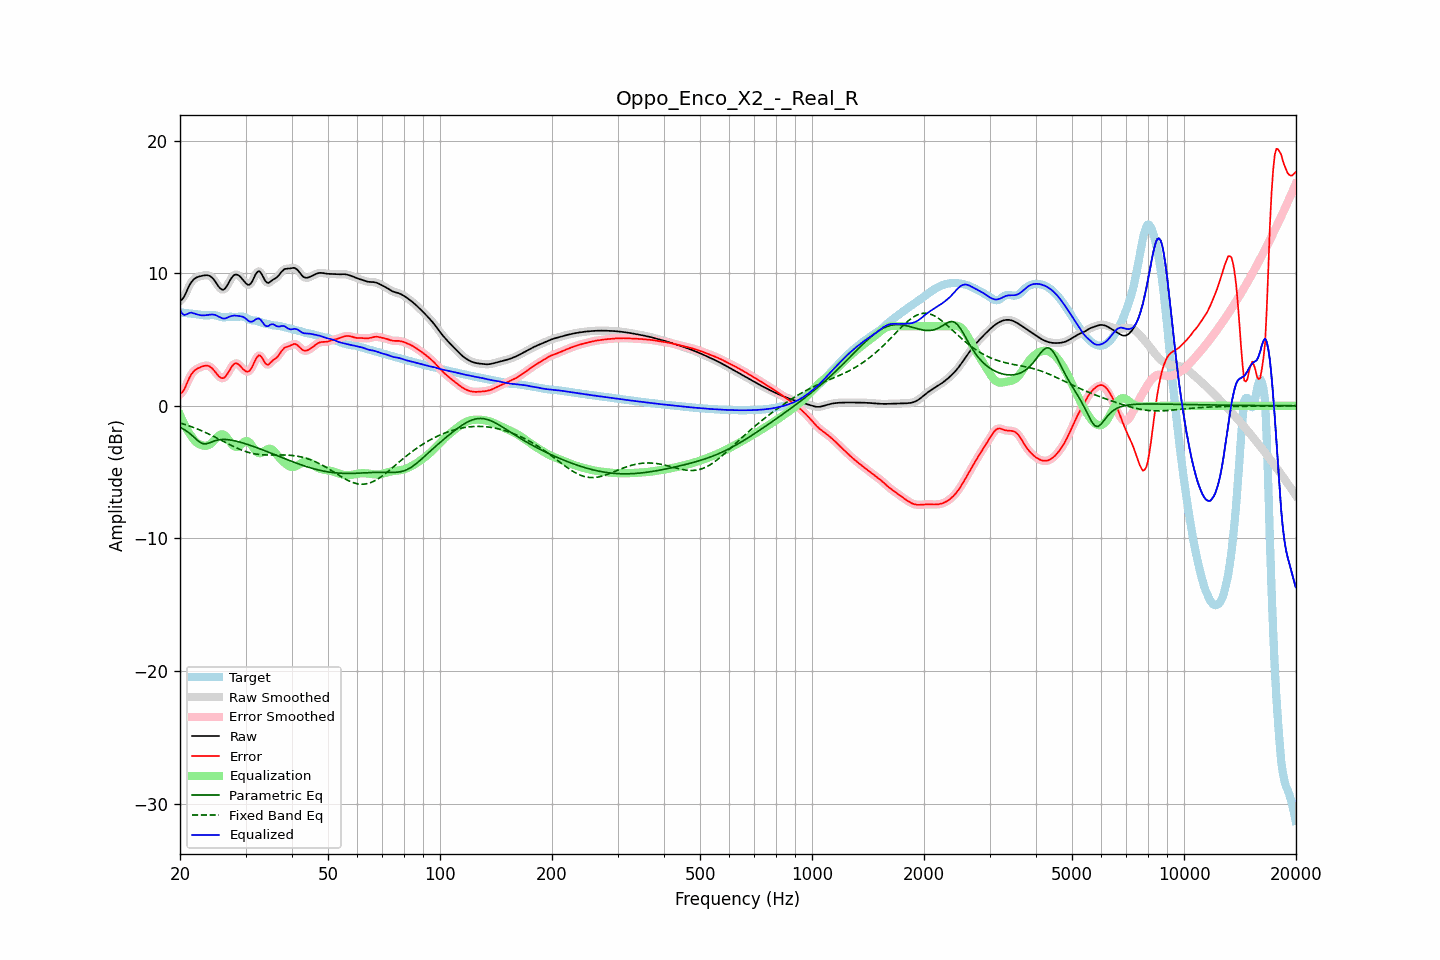 Oppo_Enco_X2_-_Real_R
20
10
0
−10
−20
−30
Amplitude (dBr)
Target
Raw Smoothed
Error Smoothed
Raw
Error
Equalization
Parametric Eq
Fixed Band Eq
Equalized
20 50 100 200 500 1000 2000 5000 10000 20000
Frequency (Hz)